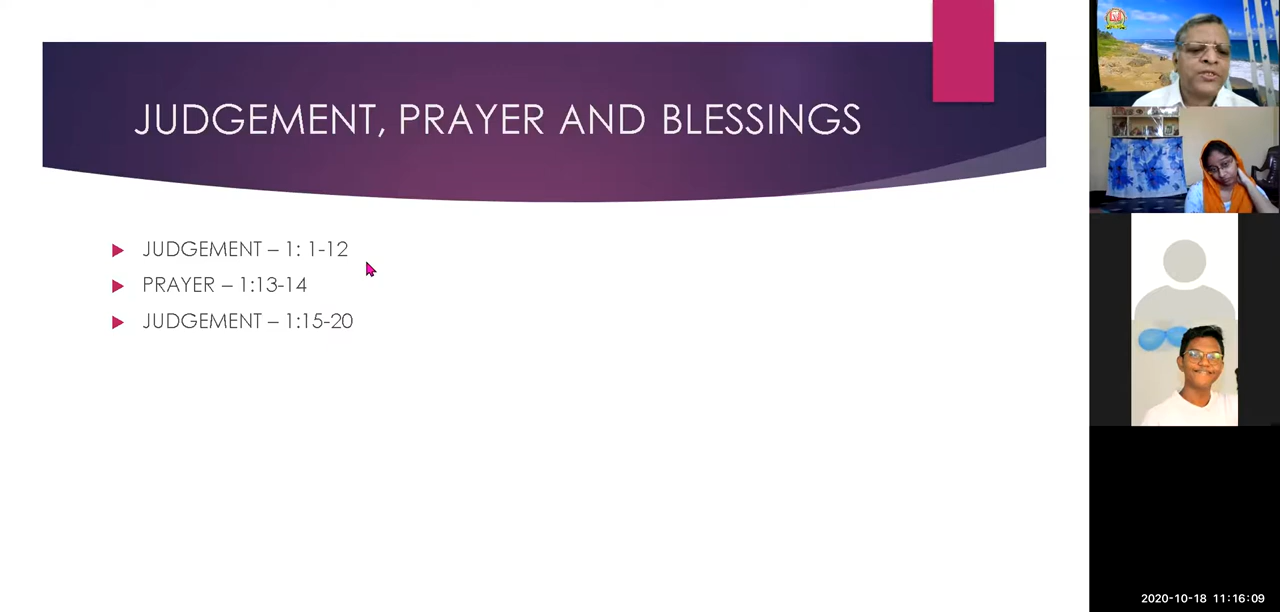 JUDGEMENT, PRAYER AND BLESSINGS
JUDGEMENT – 1: 1-12
PRAYER – 1:13-14
JUDGEMENT – 1:15-20
2020-10-18 11:16:09